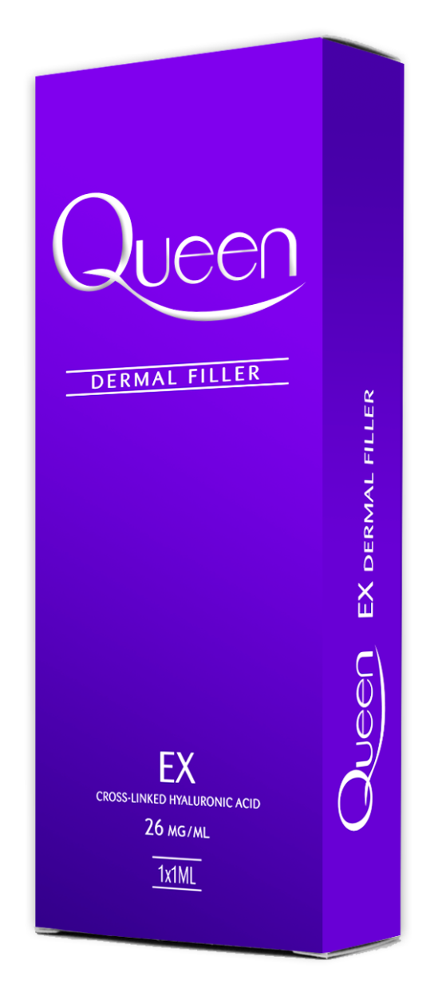 Queen
DERMAL FILLER
EX
CROSS-LINKED HYALURONIC ACID
26 MG/ML
1x1ML
Queen EX DERMAL FILLER